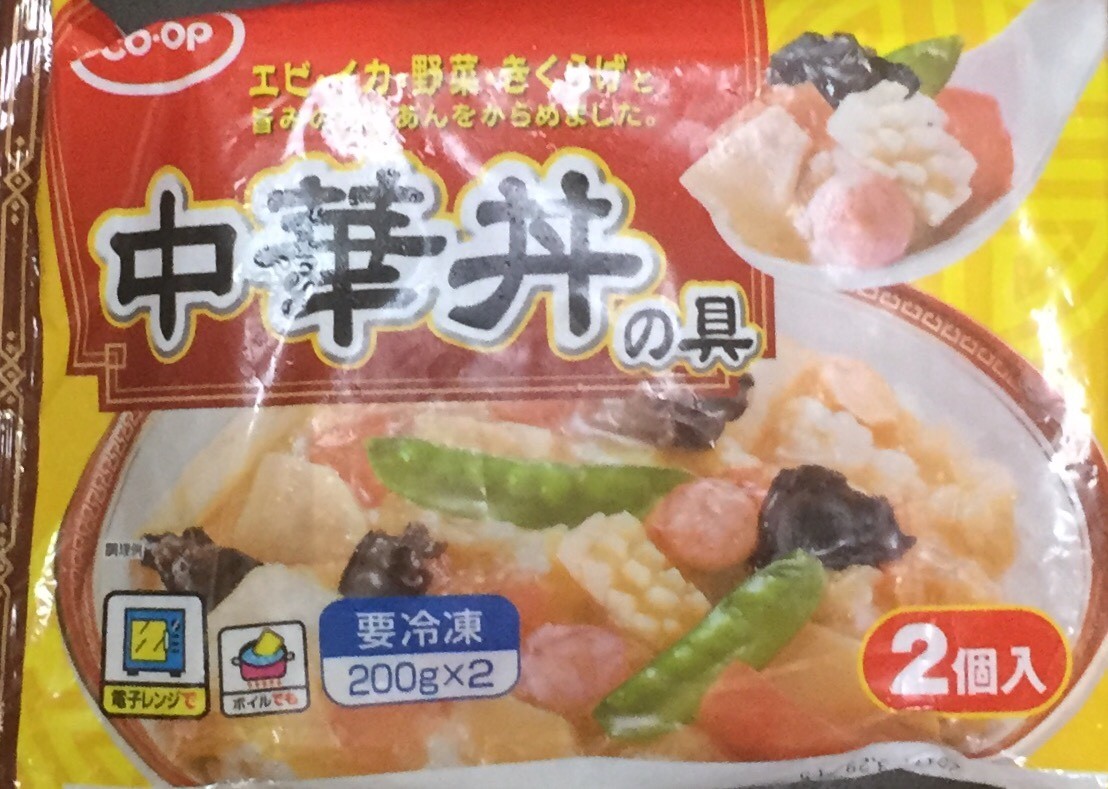 CO·OP
エビ・イカ・野菜・きくらげと
旨みの あんをからめました。
中華丼の具
調理例
電子レンジで
ボイルでも
要冷凍
200g×2
2個入